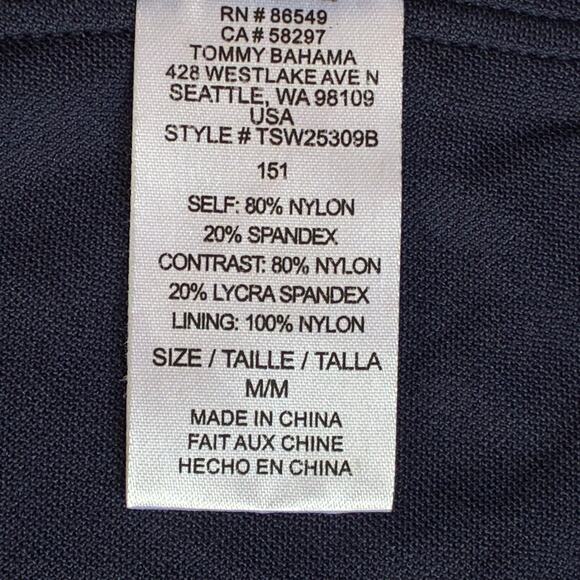 RN # 86549
CA # 58297
TOMMY BAHAMA
428 WESTLAKE AVE N
SEATTLE, WA 98109
USA
STYLE # TSW25309B
151
SELF: 80% NYLON
20% SPANDEX
CONTRAST: 80% NYLON
20% LYCRA SPANDEX
LINING: 100% NYLON
SIZE / TAILLE / TALLA
M/M
MADE IN CHINA
FAIT AUX CHINE
HECHO EN CHINA